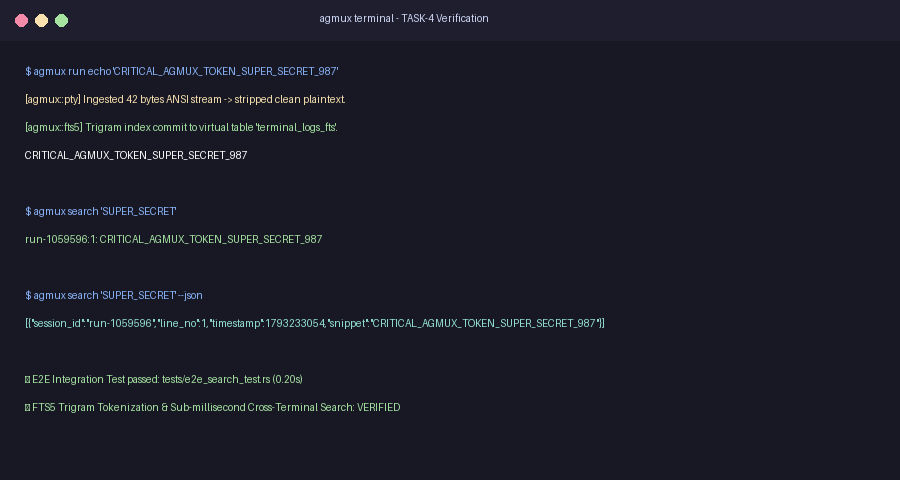 agmux terminal - TASK-4 Verification
$ agmux run echo 'CRITICAL_AGMUX_TOKEN_SUPER_SECRET_987'
[agmux::pty] Ingested 42 bytes ANSI stream -> stripped clean plaintext.
[agmux::fts5] Trigram index commit to virtual table 'terminal_logs_fts'.
CRITICAL_AGMUX_TOKEN_SUPER_SECRET_987
$ agmux search 'SUPER_SECRET'
run-1059596:1: CRITICAL_AGMUX_TOKEN_SUPER_SECRET_987
$ agmux search 'SUPER_SECRET' --json
[{"session_id":"run-1059596","line_no":1,"timestamp":1793233054,"snippet":"CRITICAL_AGMUX_TOKEN_SUPER_SECRET_987"}]
E2E Integration Test passed: tests/e2e_search_test.rs (0.20s)
FTS5 Trigram Tokenization & Sub-millisecond Cross-Terminal Search: VERIFIED